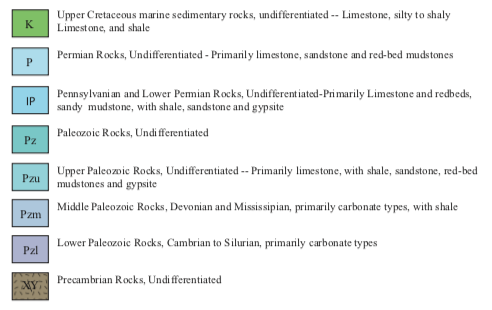 K Upper Cretaceous marine sedimentary rocks, undifferentiated -- Limestone, silty to shaly
Limestone, and shale
P Permian Rocks, Undifferentiated - Primarily limestone, sandstone and red-bed mudstones
IP Pennsylvanian and Lower Permian Rocks, Undifferentiated-Primarily Limestone and redbeds,
sandy mudstone, with shale, sandstone and gypsite
Pz Paleozoic Rocks, Undifferentiated
Pzu Upper Paleozoic Rocks, Undifferentiated -- Primarily limestone, with shale, sandstone, red-bed
mudstones and gypsite
Pzm Middle Paleozoic Rocks, Devonian and Missisipian, primarily carbonate types, with shale
Pzl Lower Paleozoic Rocks, Cambrian to Silurian, primarily carbonate types
XY Precambrian Rocks, Undifferentiated